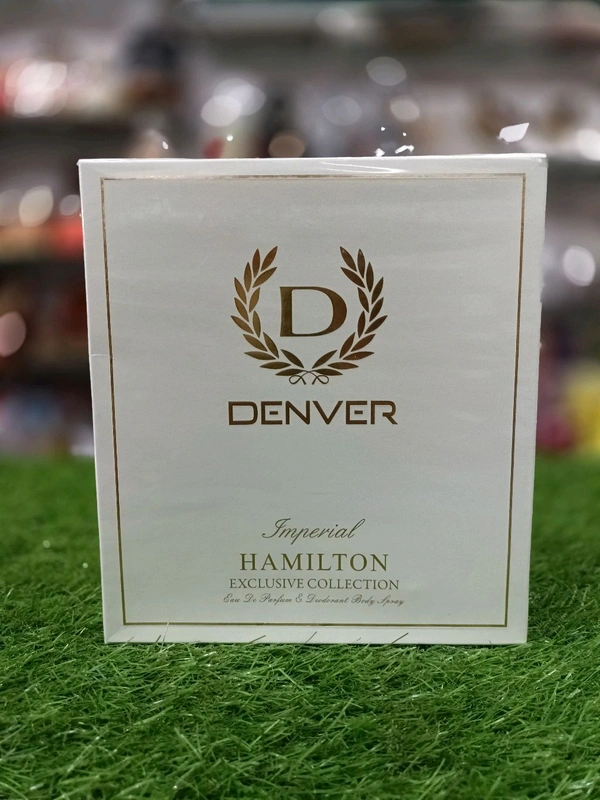 D
DENVER
Imperial
HAMILTON
EXCLUSIVE COLLECTION
Eau De Parfum & Deodorant Body Spray